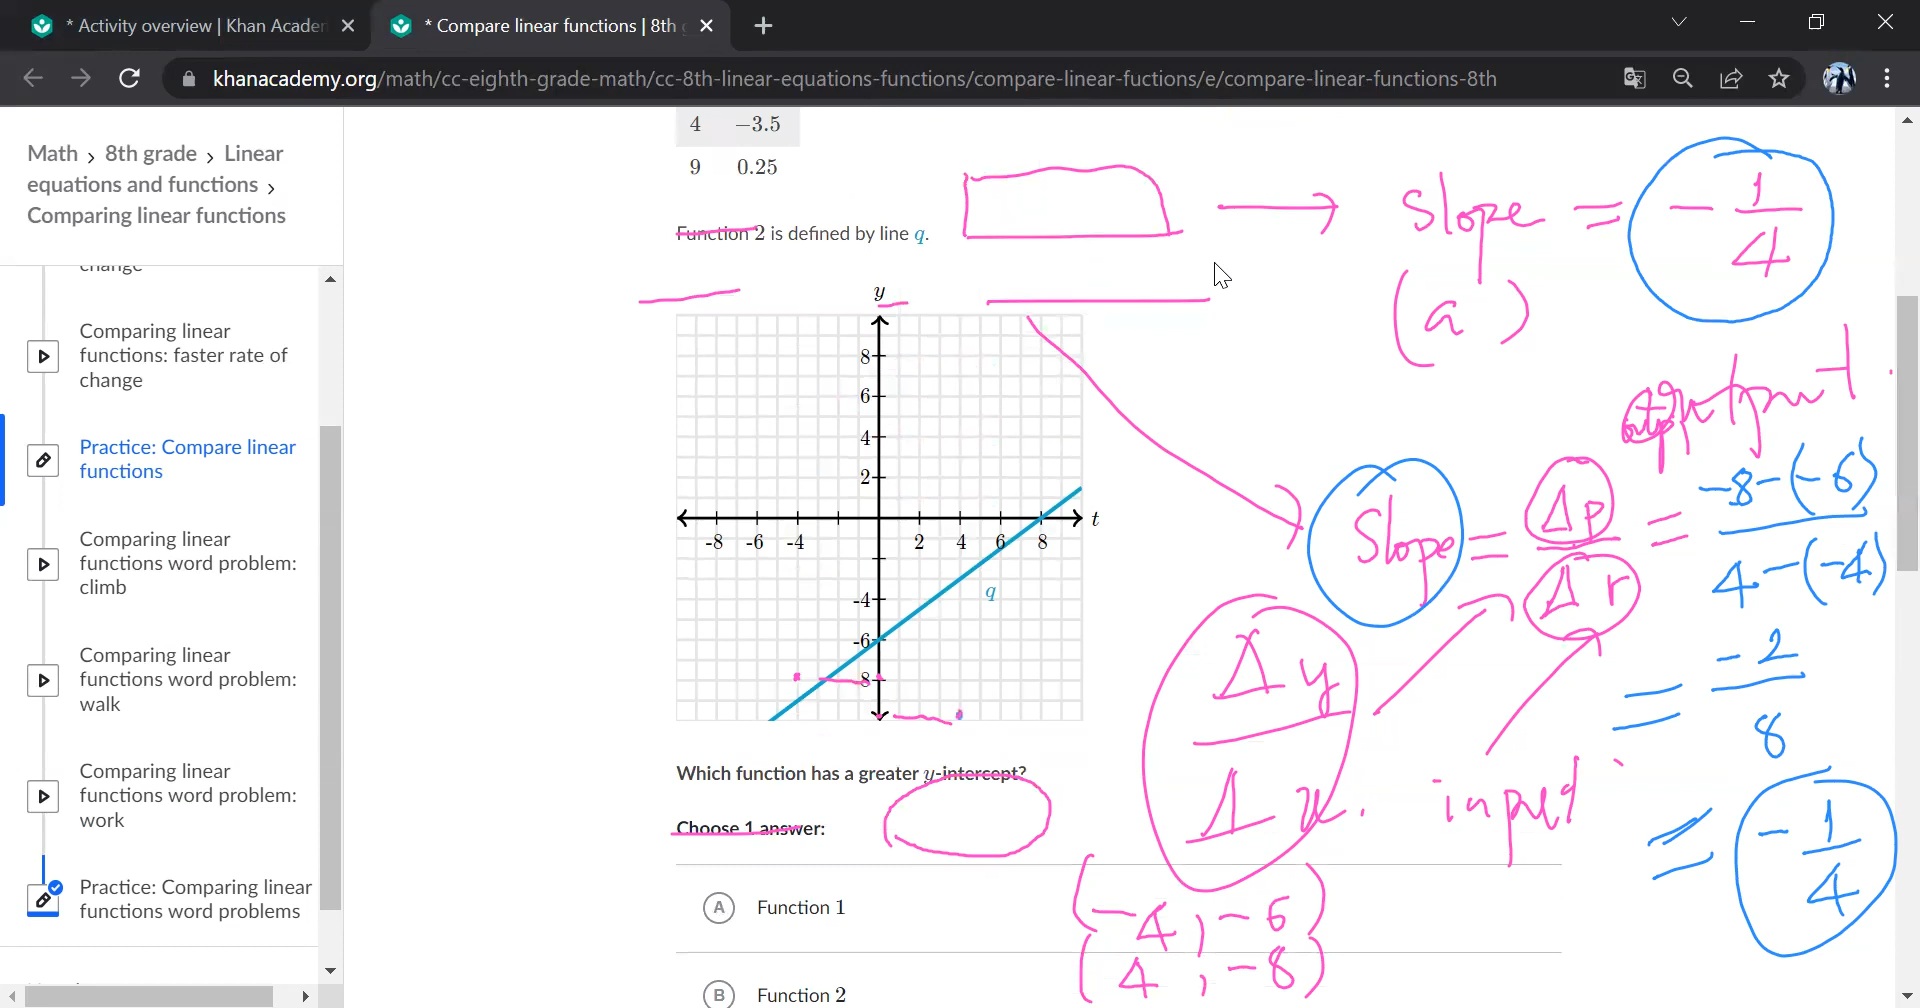 * Activity overview | Khan Acader
* Compare linear functions | 8th g
khanacademy.org/math/cc-eighth-grade-math/cc-8th-linear-equations-functions/compare-linear-fuctions/e/compare-linear-functions-8th
Math > 8th grade > Linear
equations and functions >
Comparing linear functions
change
Comparing linear
functions: faster rate of
change
Practice: Compare linear
functions
Comparing linear
functions word problem:
climb
Comparing linear
functions word problem:
walk
Comparing linear
functions word problem:
work
Practice: Comparing linear
functions word problems
4 −3.5
9 0.25
Function 2 is defined by line q.
y
8
6
4
2
-8 -6 -4 2 4 6 8 t
-4
-6
-8
q
Which function has a greater y-intercept?
Choose 1 answer:
A Function 1
B Function 2
Slope = -1/4
(a)
Slope = Δp/Δr = -8-(-6)/4-(-4)
= -2/8
= -1/4
Δy/Δx.
input
(-4, -6)
(4, -8)